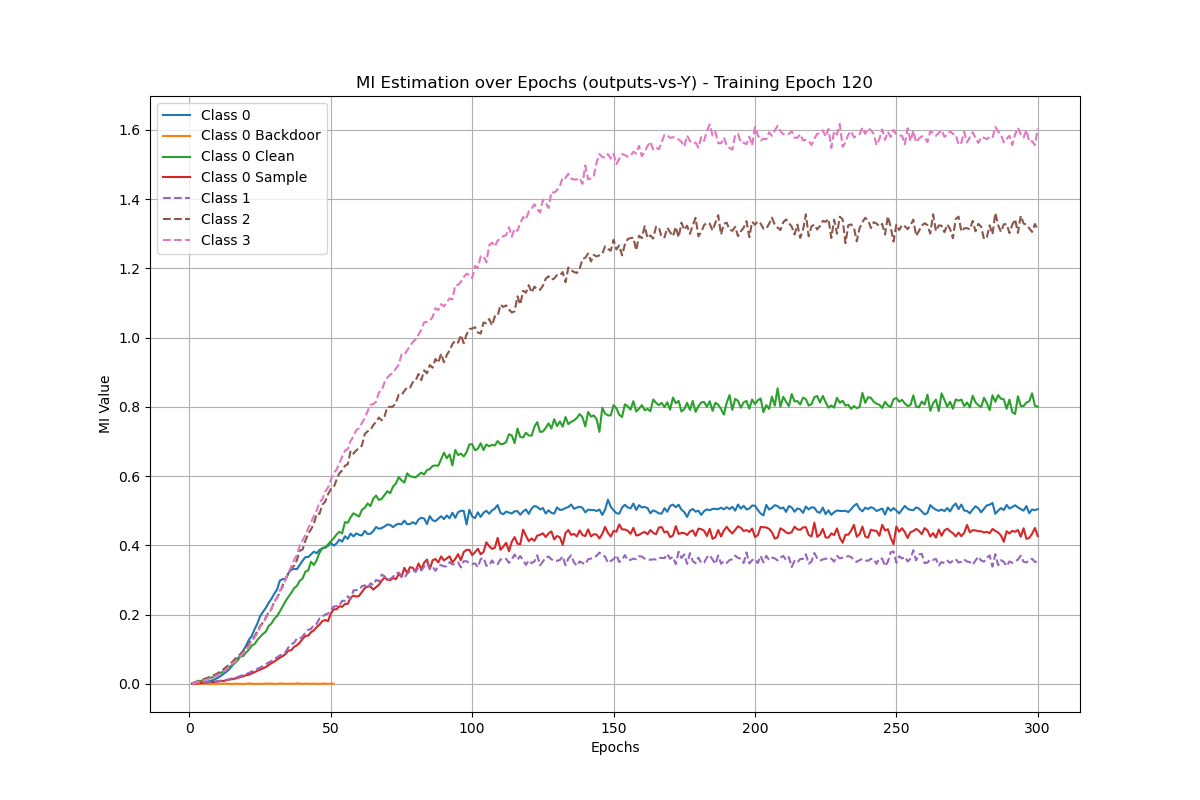 MI Estimation over Epochs (outputs-vs-Y) - Training Epoch 120
Class 0
Class 0 Backdoor
Class 0 Clean
Class 0 Sample
Class 1
Class 2
Class 3
MI Value
1.6
1.4
1.2
1.0
0.8
0.6
0.4
0.2
0.0
0 50 100 150 200 250 300
Epochs